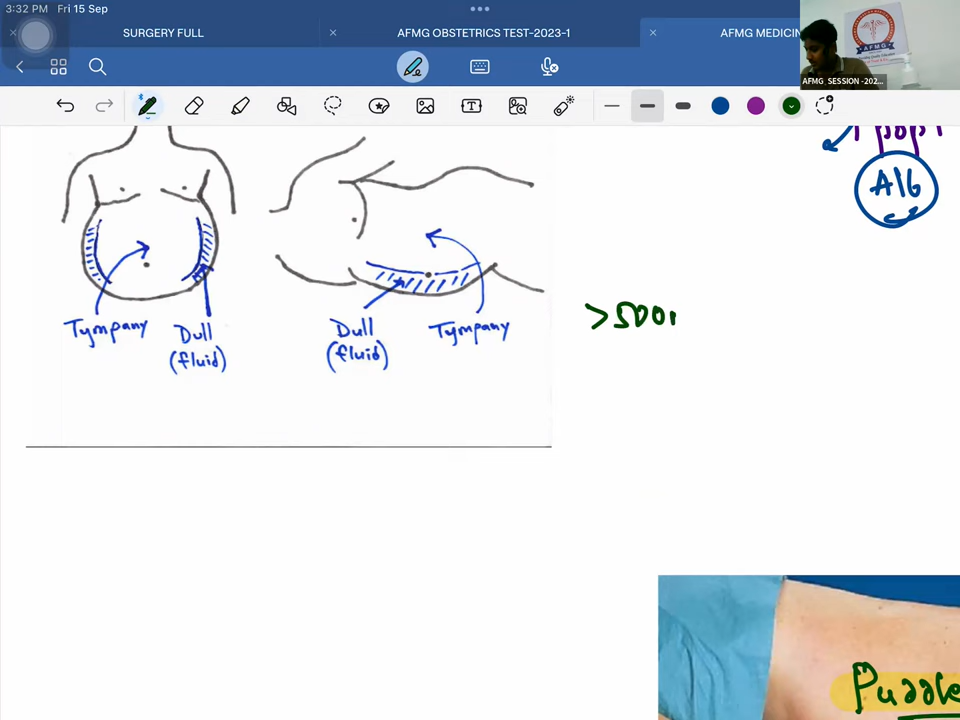 3:32 PM Fri 15 Sep
SURGERY FULL
AFMG OBSTETRICS TEST-2023-1
AFMG MEDICIN
AFMG
AFMG_SESSION -202...
Alb
Tympany
Dull
(fluid)
Dull
(fluid)
Tympany
>500
Puddle